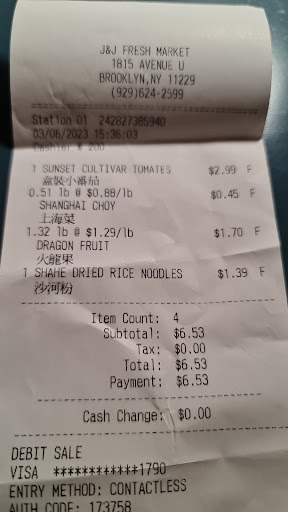 J&J FRESH MARKET
1815 AVENUE U
BROOKLYN,NY 11229
(929)624-2599
Station 01 242827385940
03/06/2023 15:36:03
Cashier # 200
1 SUNSET CULTIVAR TOMATES $2.99 F
盒裝小番茄
0.51 lb @ $0.88/lb $0.45 F
SHANGHAI CHOY
上海菜
1.32 lb @ $1.29/lb $1.70 F
DRAGON FRUIT
火龍果
1 SHAHE DRIED RICE NOODLES $1.39 F
沙河粉
Item Count: 4
Subtotal: $6.53
Tax: $0.00
Total: $6.53
Payment: $6.53
Cash Change: $0.00
DEBIT SALE
VISA ************1790
ENTRY METHOD: CONTACTLESS
AUTH CODE: 173758